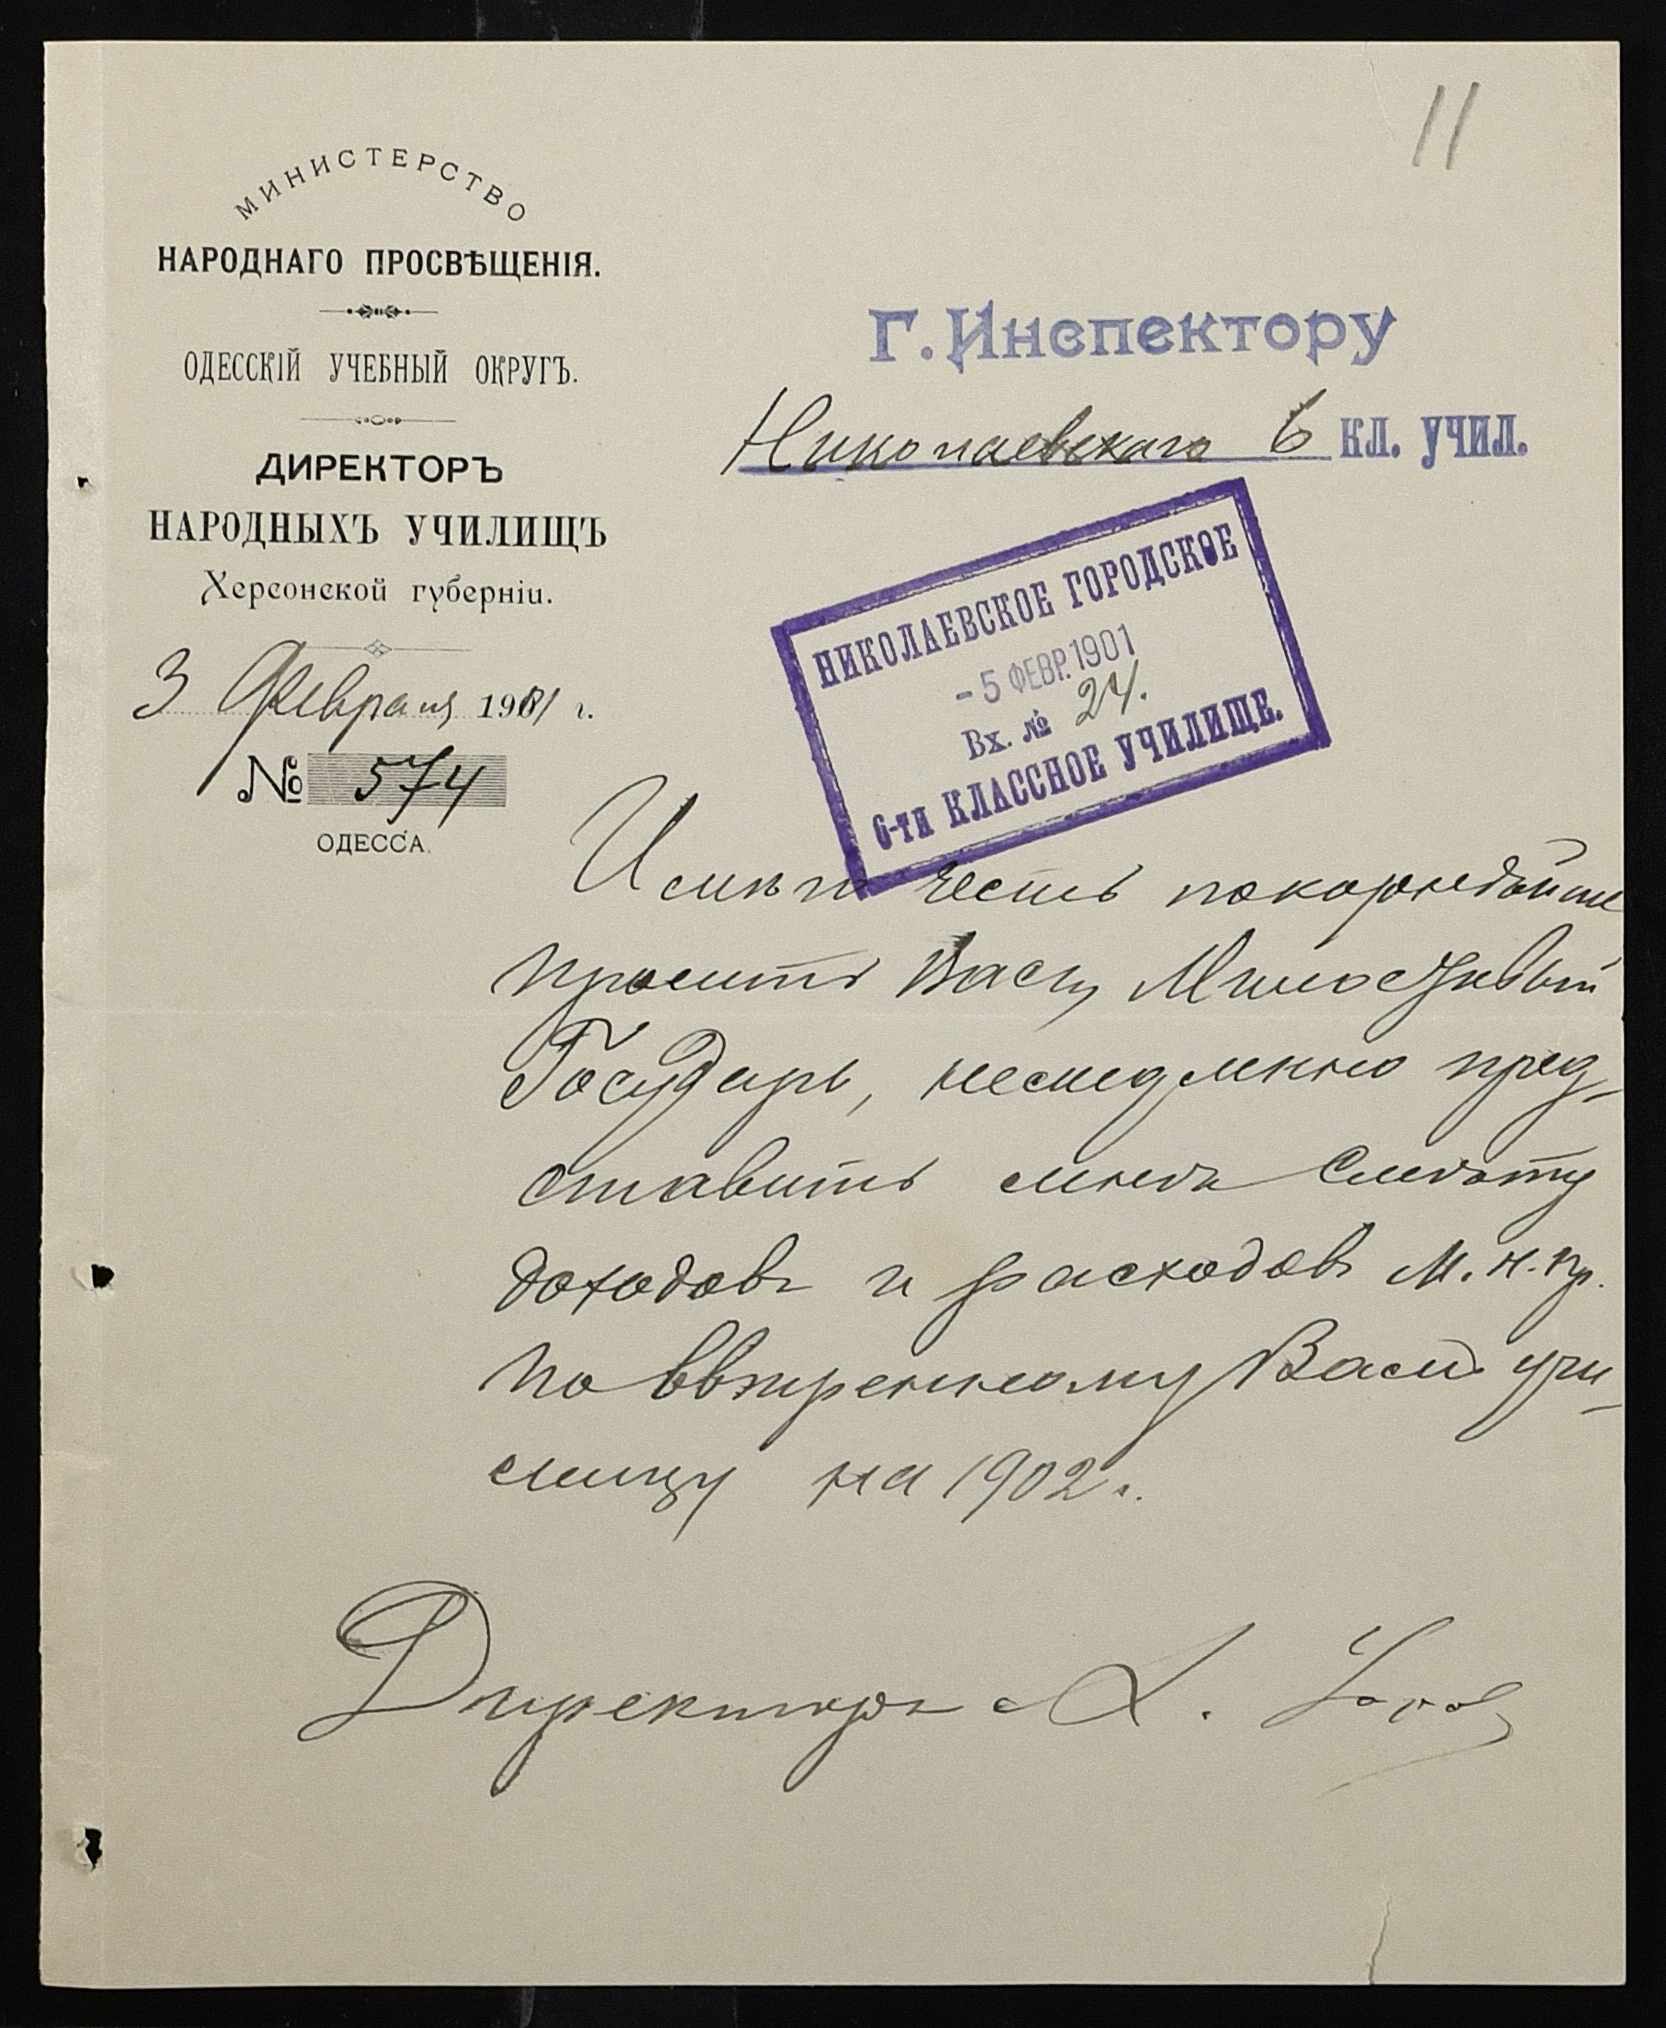 11
МИНИСТЕРСТВО
НАРОДНАГО ПРОСВѢЩЕНІЯ.
ОДЕССКІЙ УЧЕБНЫЙ ОКРУГЪ.
ДИРЕКТОРЪ
НАРОДНЫХЪ УЧИЛИЩЪ
Херсонской губерніи.
3 Февраля 1901 г.
№ 574
ОДЕССА.
Г. Инспектору
Николаевскаго 6 КЛ. УЧИЛ.
НИКОЛАЕВСКОЕ ГОРОДСКОЕ
- 5 ФЕВР. 1901
Вх. № 24.
6-ти КЛАССНОЕ УЧИЛИЩЕ.
Имѣю честь покорнѣйше
просить Васъ, Милостивый
Государь, немедленно пред-
ставить мнѣ смѣту
доходовъ и расходовъ М. Н. Пр.
по ввѣренному Вамъ учи-
лищу на 1902 г.
Директоръ А.